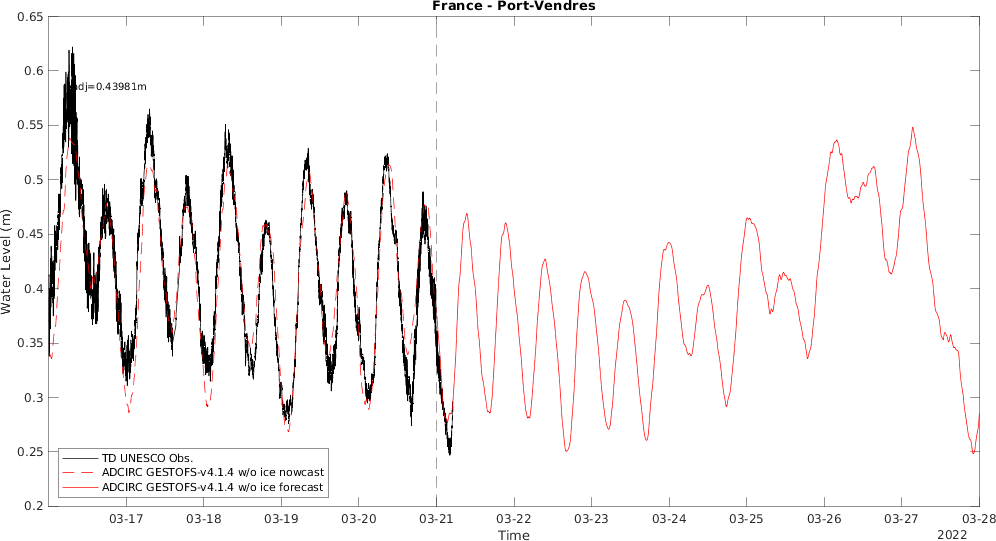 France - Port-Vendres
0.65
0.6
0.55
0.5
0.45
0.4
0.35
0.3
0.25
0.2
Water Level (m)
adj=0.43981m
TD UNESCO Obs.
ADCIRC GESTOFS-v4.1.4 w/o ice nowcast
ADCIRC GESTOFS-v4.1.4 w/o ice forecast
03-17 03-18 03-19 03-20 03-21 03-22 03-23 03-24 03-25 03-26 03-27 03-28
Time
2022